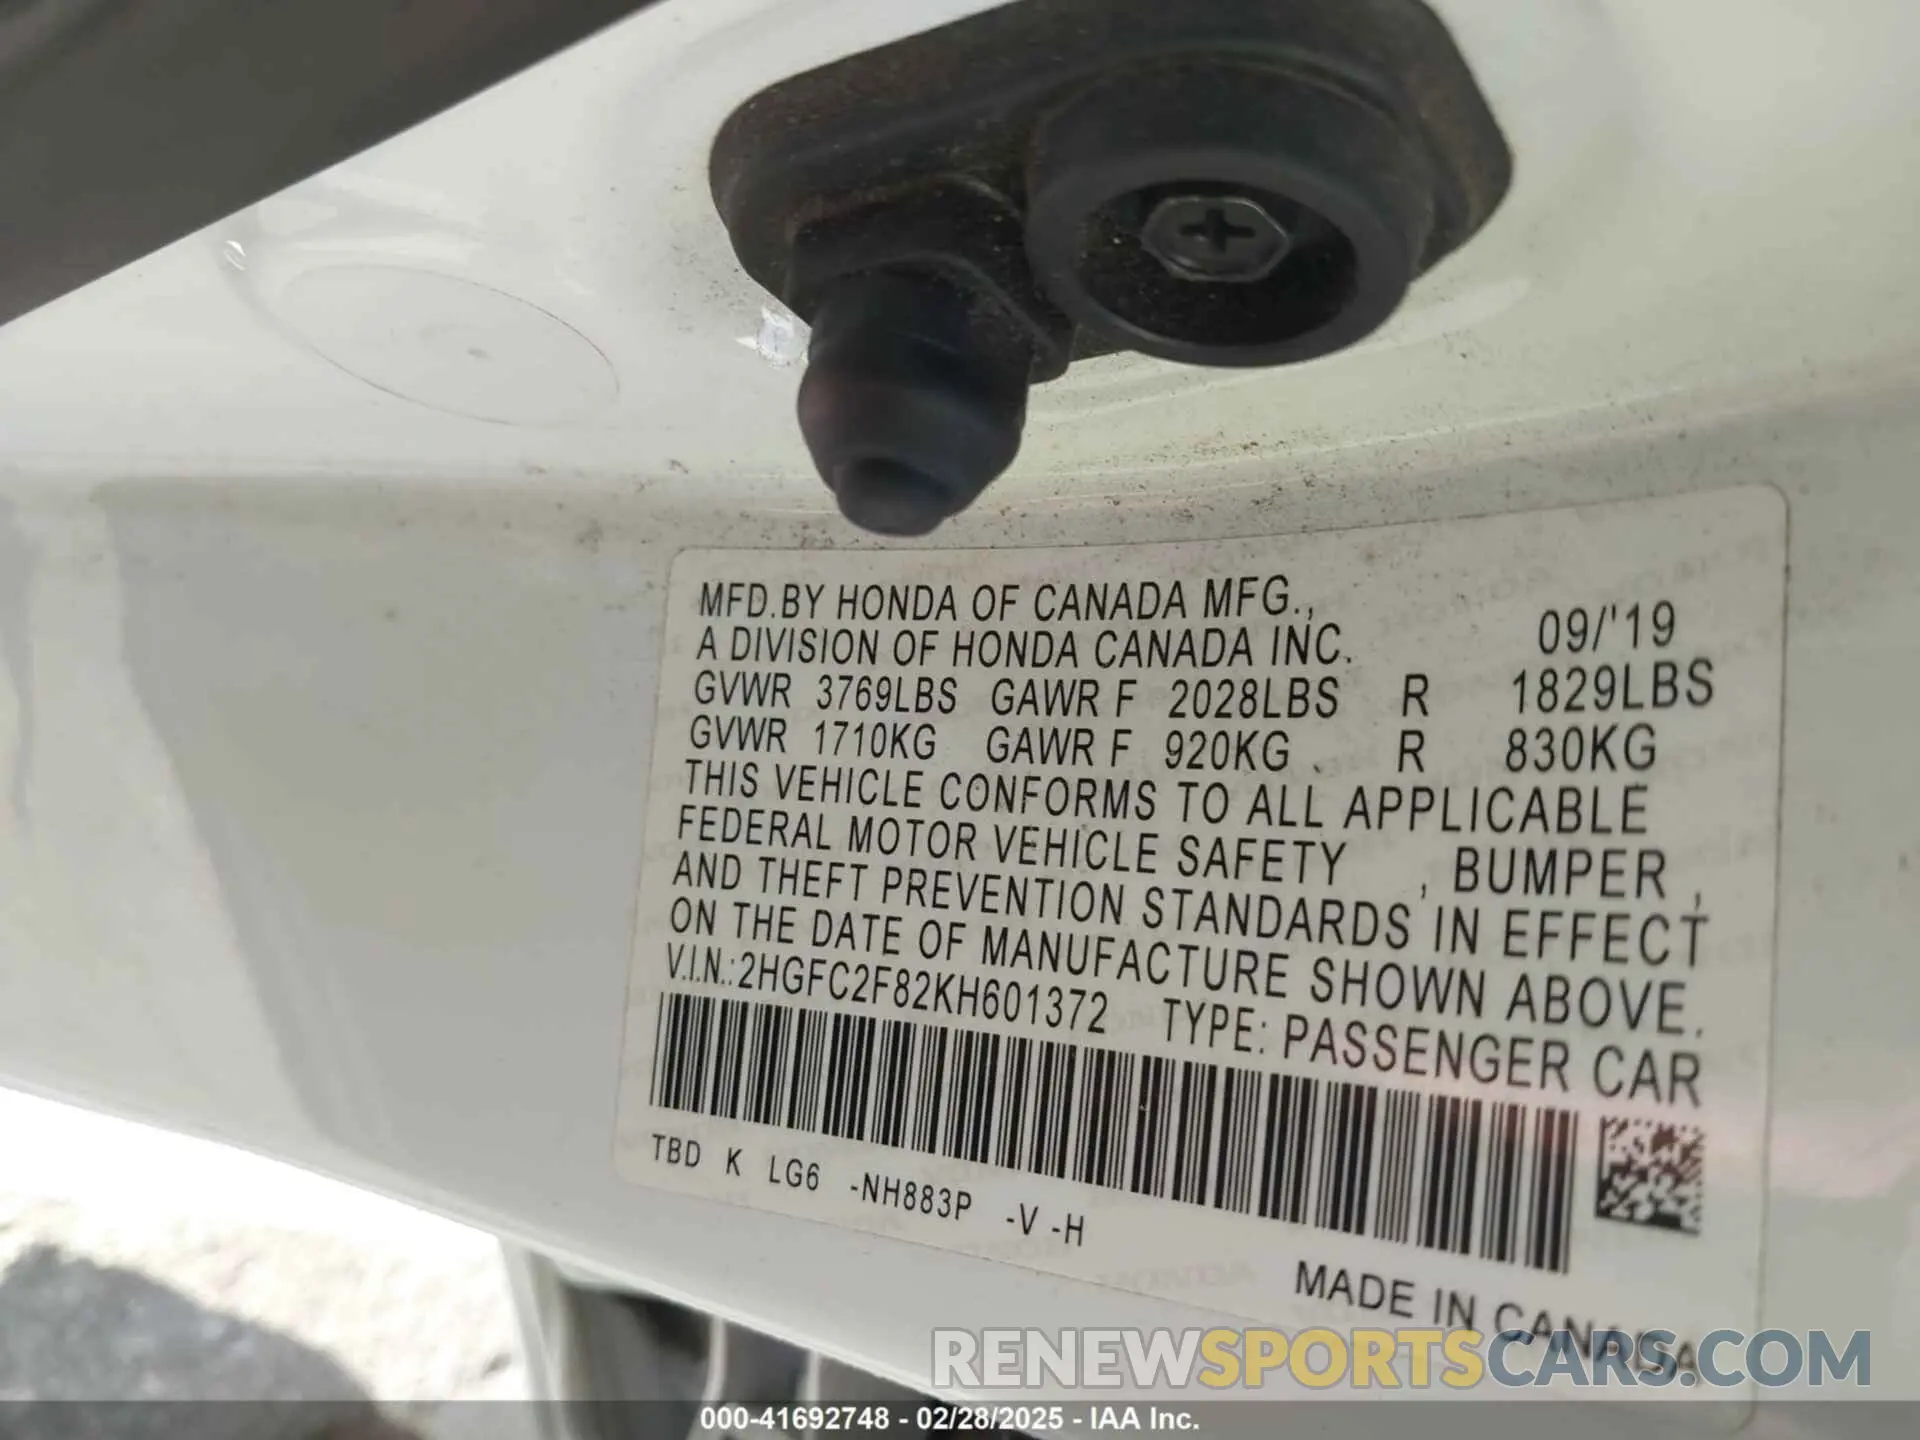 MFD.BY HONDA OF CANADA MFG.,
A DIVISION OF HONDA CANADA INC. 09/'19
GVWR 3769LBS GAWR F 2028LBS R 1829LBS
GVWR 1710KG GAWR F 920KG R 830KG
THIS VEHICLE CONFORMS TO ALL APPLICABLE
FEDERAL MOTOR VEHICLE SAFETY , BUMPER ,
AND THEFT PREVENTION STANDARDS IN EFFECT
ON THE DATE OF MANUFACTURE SHOWN ABOVE.
V.I.N.:2HGFC2F82KH601372 TYPE: PASSENGER CAR
TBD K LG6 -NH883P -V -H
MADE IN CANADA
RENEWSPORTSCARS.COM
000-41692748 - 02/28/2025 - IAA Inc.